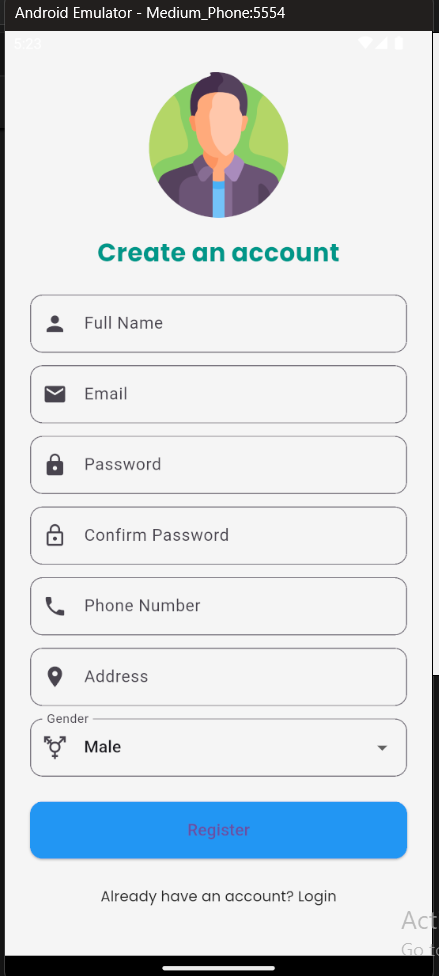 Android Emulator - Medium_Phone:5554
5:23
Create an account
Full Name
Email
Password
Confirm Password
Phone Number
Address
Gender
Male
Register
Already have an account? Login
Act
Go to